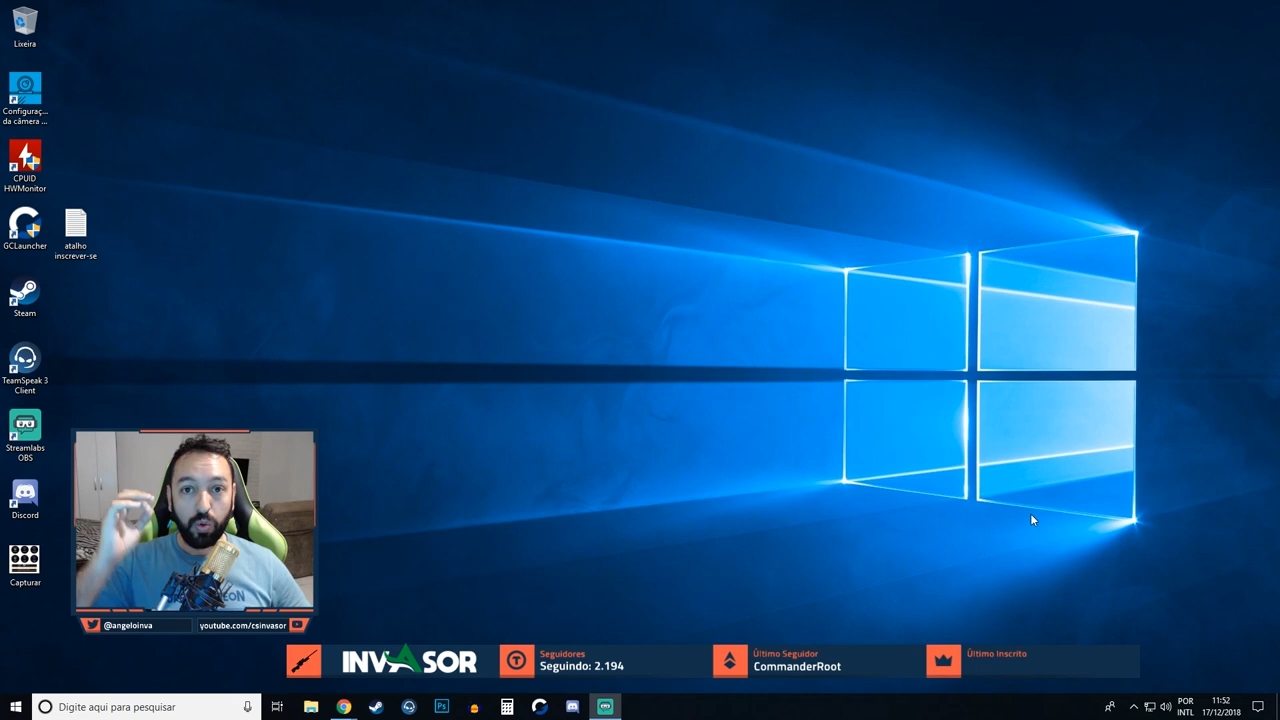 Lixeira
Configuraç...
da câmera ...
CPUID
HWMonitor
GCLauncher
atalho
inscrever-se
Steam
TeamSpeak 3
Client
Streamlabs
OBS
Discord
Capturar
@angeloinva
youtube.com/csinvasor
INVASOR
Seguidores
Seguindo: 2.194
Último Seguidor
CommanderRoot
Último Inscrito
Digite aqui para pesquisar
Ps
POR
INTL
11:52
17/12/2018